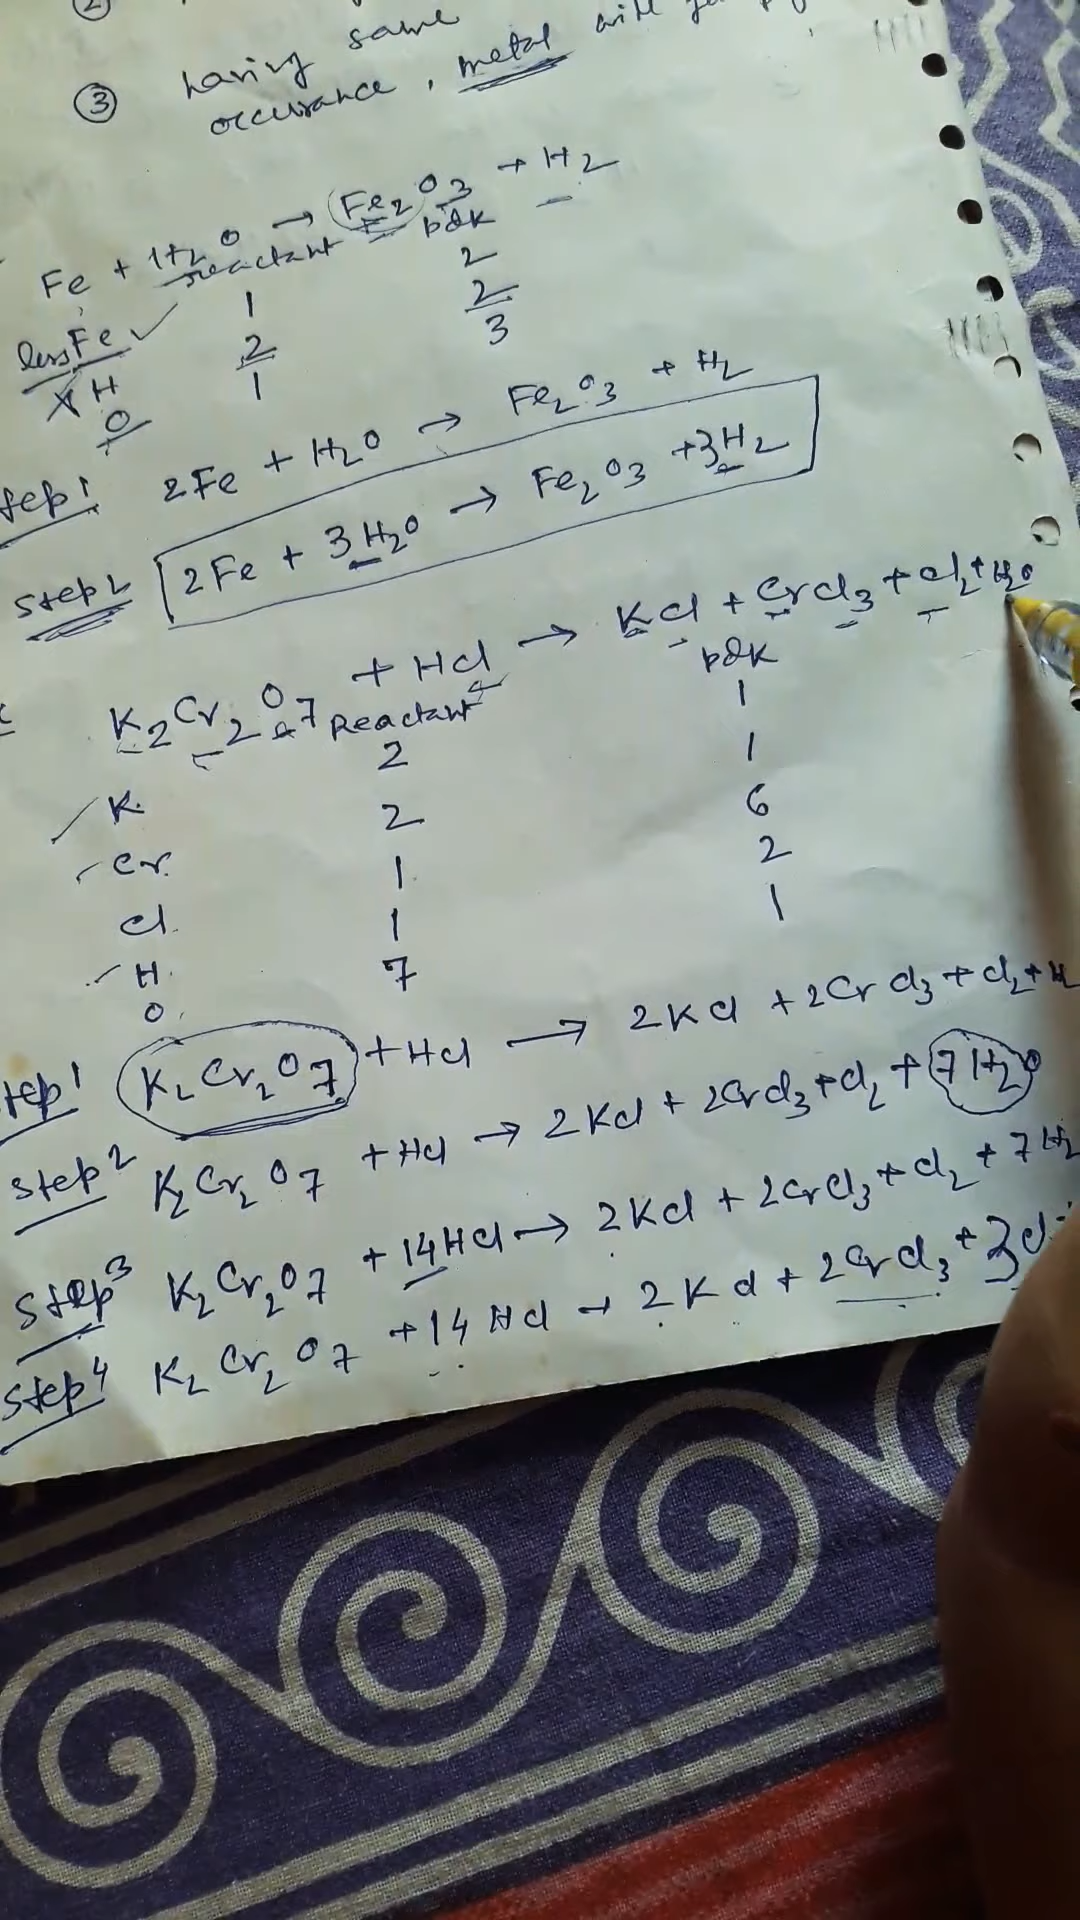 ②
③ having same
occurance, metal will
Fe + H2O → Fe2O3 + H2
reactant pdk
less Fe ✓ 1 2
X H 2 2
O 1 3
Step 1 2Fe + H2O → Fe2O3 + H2
Step 2 2Fe + 3H2O → Fe2O3 + 3H2
K2Cr2O7 + HCl → KCl + CrCl3 + Cl2 + H2O
Reactant pdk
K. 2 1
Cr. 2 1
Cl. 1 6
H. 1 2
O. 7 1
Step 1 K2Cr2O7 + HCl → 2KCl + 2CrCl3 + Cl2 + H
Step 2 K2Cr2O7 + HCl → 2KCl + 2CrCl3 + Cl2 + 7H2O
Step 3 K2Cr2O7 + 14HCl → 2KCl + 2CrCl3 + Cl2 + 7H2
Step 4 K2Cr2O7 + 14HCl → 2KCl + 2CrCl3 + 3Cl